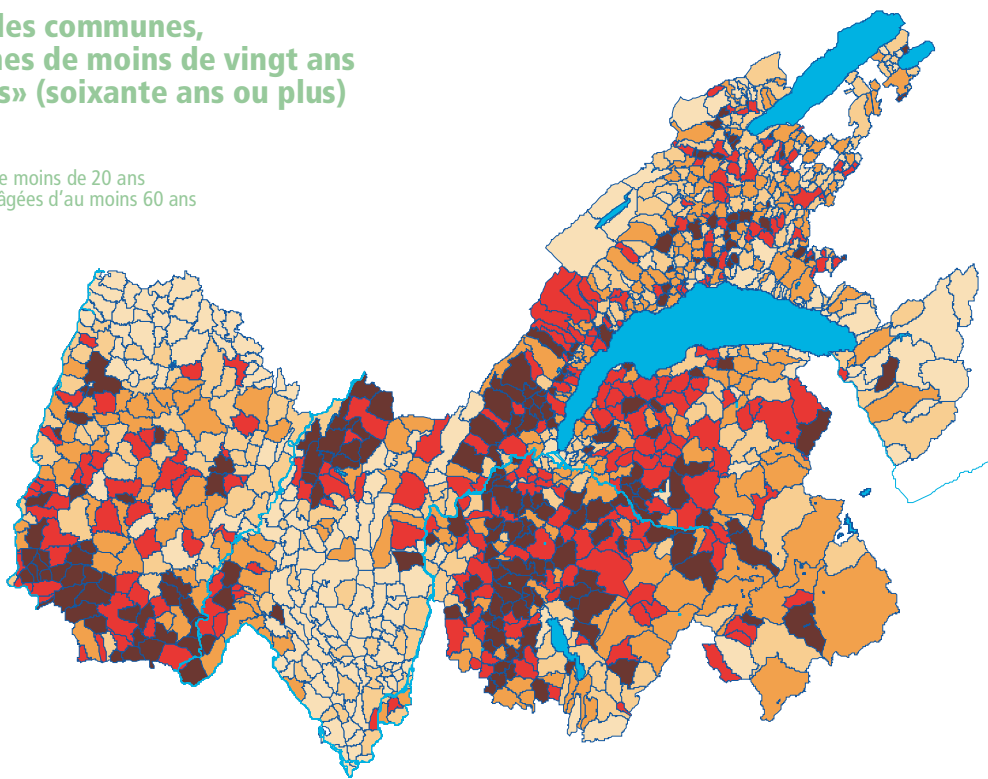 les communes,
nes de moins de vingt ans
s» (soixante ans ou plus)
e moins de 20 ans
âgées d'au moins 60 ans